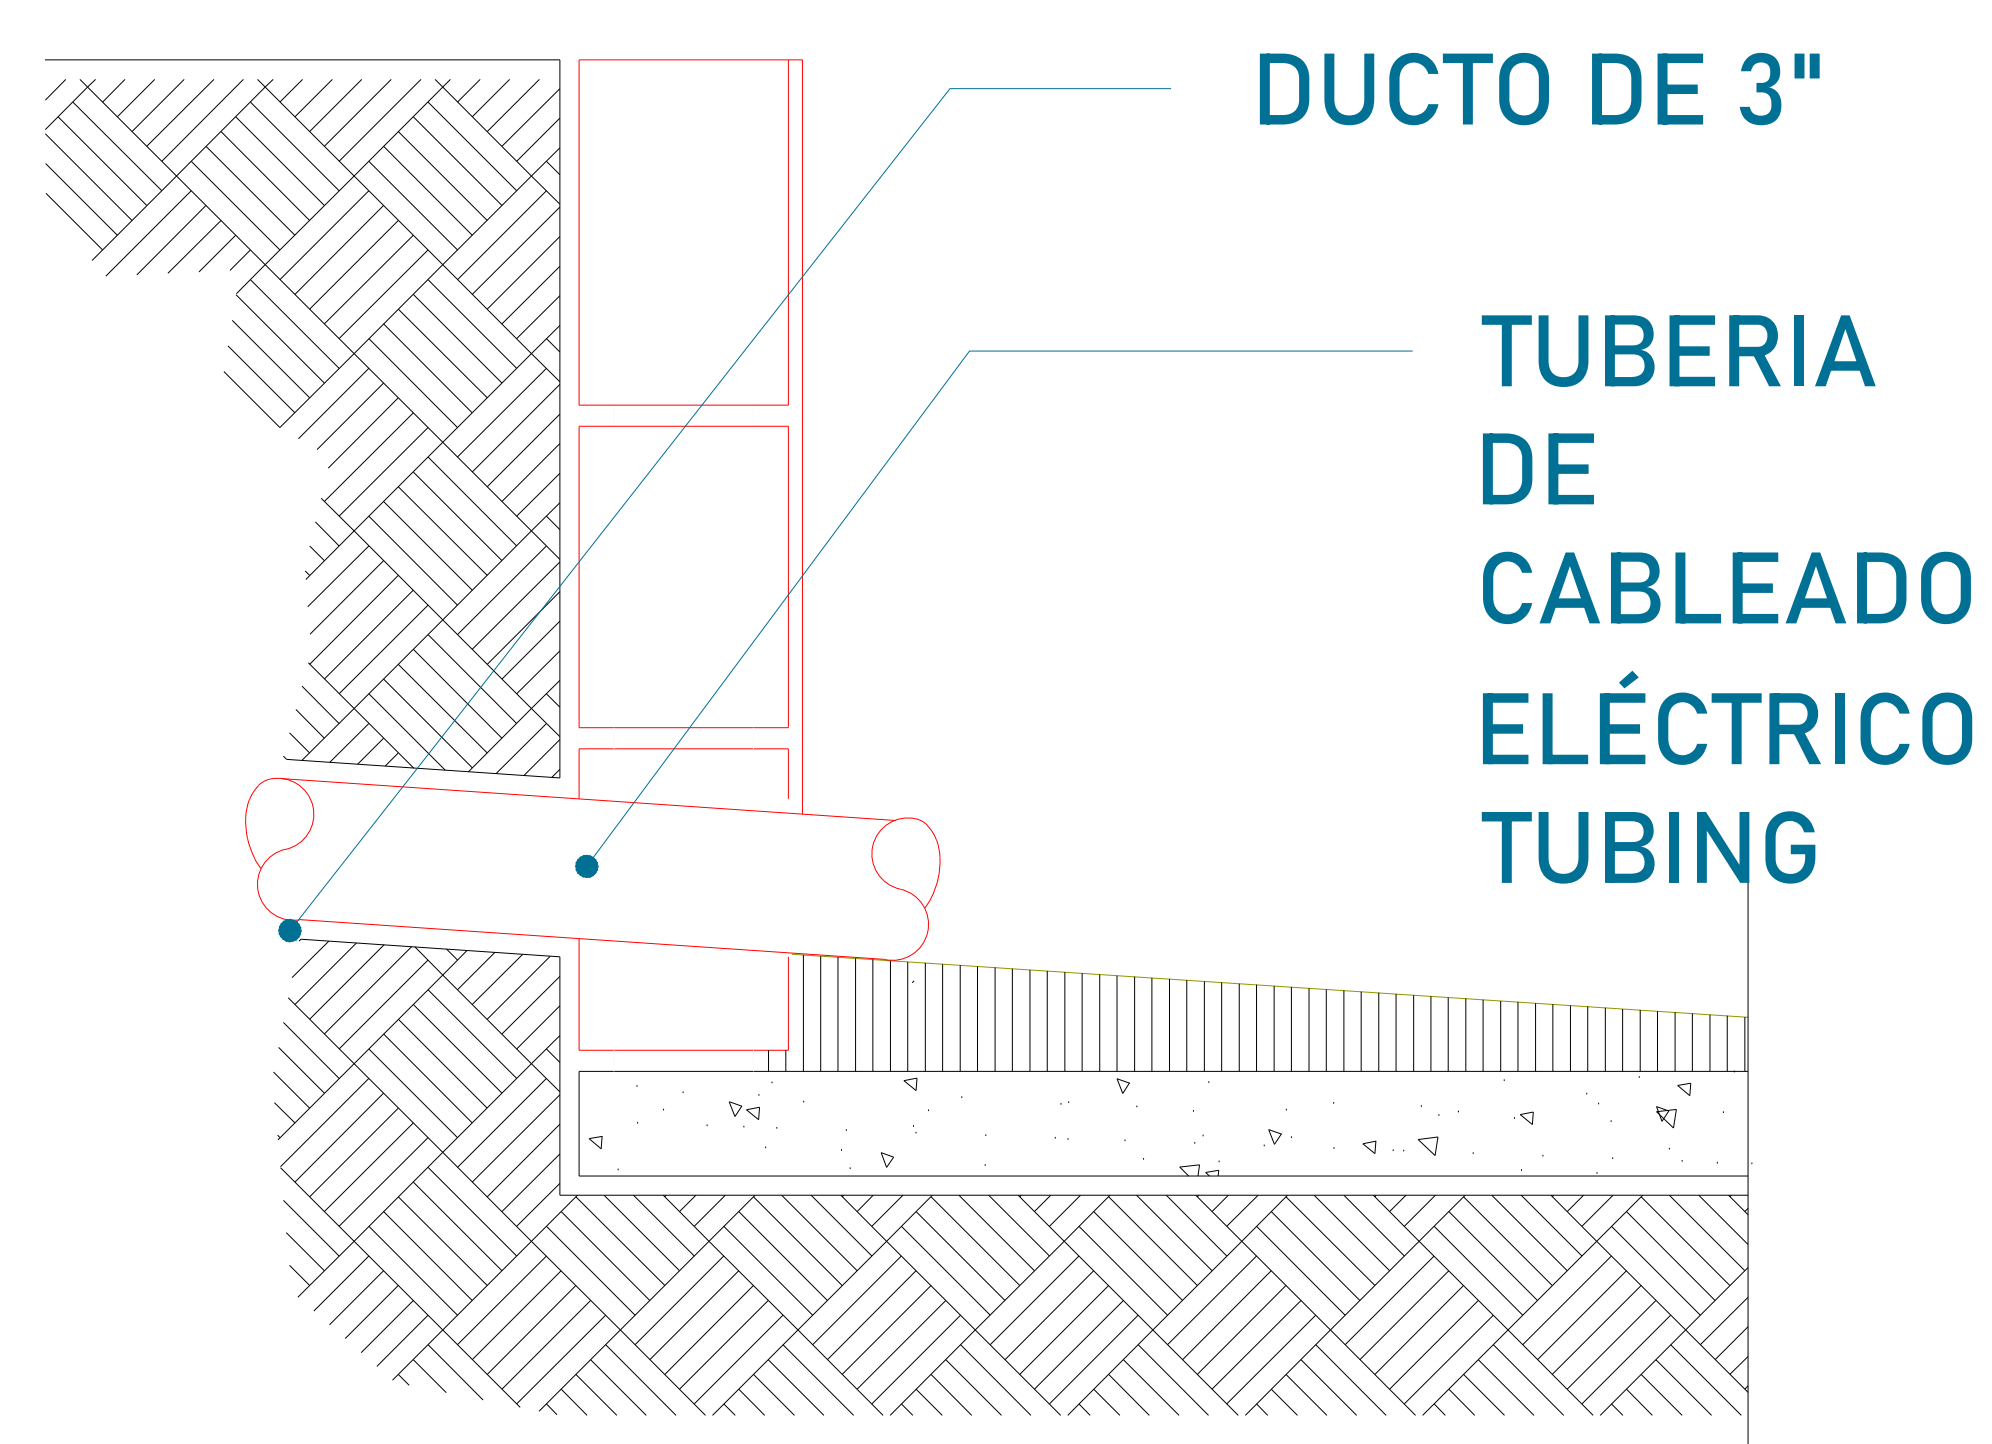 DUCTO DE 3"
TUBERIA
DE
CABLEADO
ELÉCTRICO
TUBING